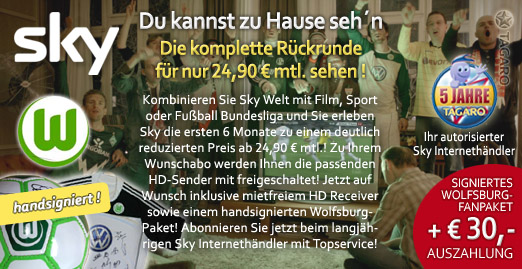 sky
Du kannst zu Hause seh´n
Die komplette Rückrunde
für nur 24,90 € mtl. sehen !
TAGARO
Kombinieren Sie Sky Welt mit Film, Sport
oder Fußball Bundesliga und Sie erleben
Sky die ersten 6 Monate zu einem deutlich
reduzierten Preis ab 24,90 € mtl.! Zu Ihrem
Wunschabo werden Ihnen die passenden
HD-Sender mit freigeschaltet! Jetzt auf
Wunsch inklusive mietfreiem HD Receiver
sowie einem handsignierten Wolfsburg-
Paket! Abonnieren Sie jetzt beim langjäh-
rigen Sky Internethändler mit Topservice!
W
handsigniert !
5 JAHRE
TAGARO
Ihr autorisierter
Sky Internethändler
SIGNIERTES
WOLFSBURG-
FANPAKET
+ € 30,-
AUSZAHLUNG